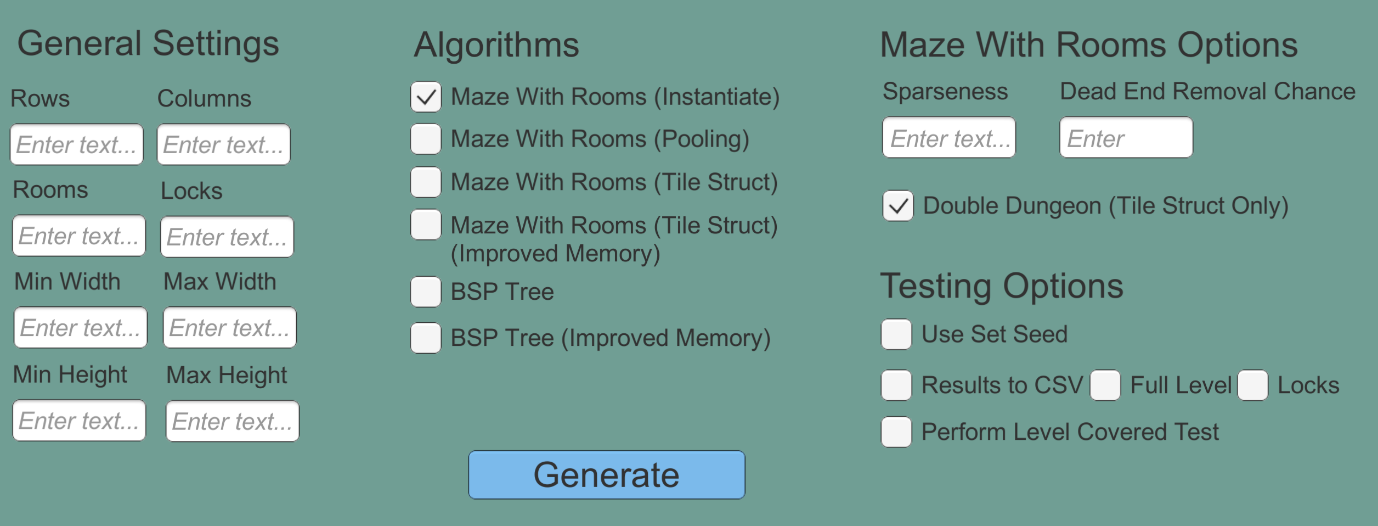 General Settings
Rows Columns
Enter text... Enter text...
Rooms Locks
Enter text... Enter text...
Min Width Max Width
Enter text... Enter text...
Min Height Max Height
Enter text... Enter text...
Algorithms
Maze With Rooms (Instantiate)
Maze With Rooms (Pooling)
Maze With Rooms (Tile Struct)
Maze With Rooms (Tile Struct)
(Improved Memory)
BSP Tree
BSP Tree (Improved Memory)
Generate
Maze With Rooms Options
Sparseness Dead End Removal Chance
Enter text... Enter
Double Dungeon (Tile Struct Only)
Testing Options
Use Set Seed
Results to CSV Full Level Locks
Perform Level Covered Test